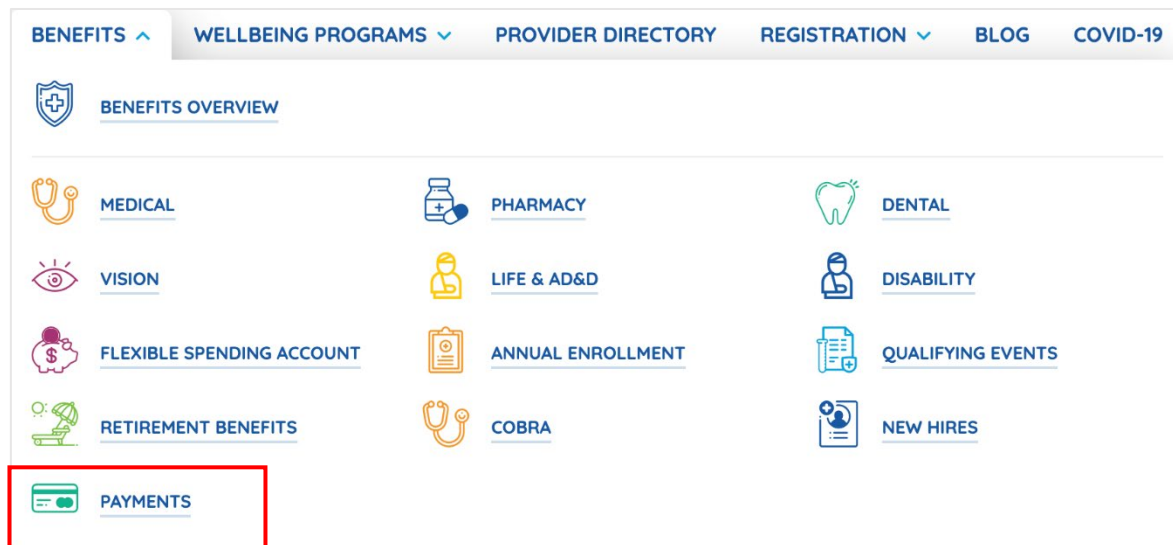 BENEFITS WELLBEING PROGRAMS PROVIDER DIRECTORY REGISTRATION BLOG COVID-19
BENEFITS OVERVIEW
MEDICAL PHARMACY DENTAL
VISION LIFE & AD&D DISABILITY
$ FLEXIBLE SPENDING ACCOUNT ANNUAL ENROLLMENT QUALIFYING EVENTS
RETIREMENT BENEFITS COBRA NEW HIRES
PAYMENTS